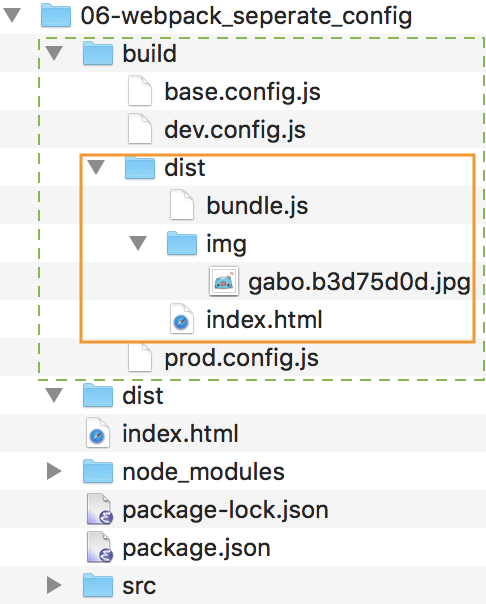 06-webpack_seperate_config
build
base.config.js
dev.config.js
dist
bundle.js
img
gabo.b3d75d0d.jpg
index.html
prod.config.js
dist
index.html
node_modules
package-lock.json
package.json
src